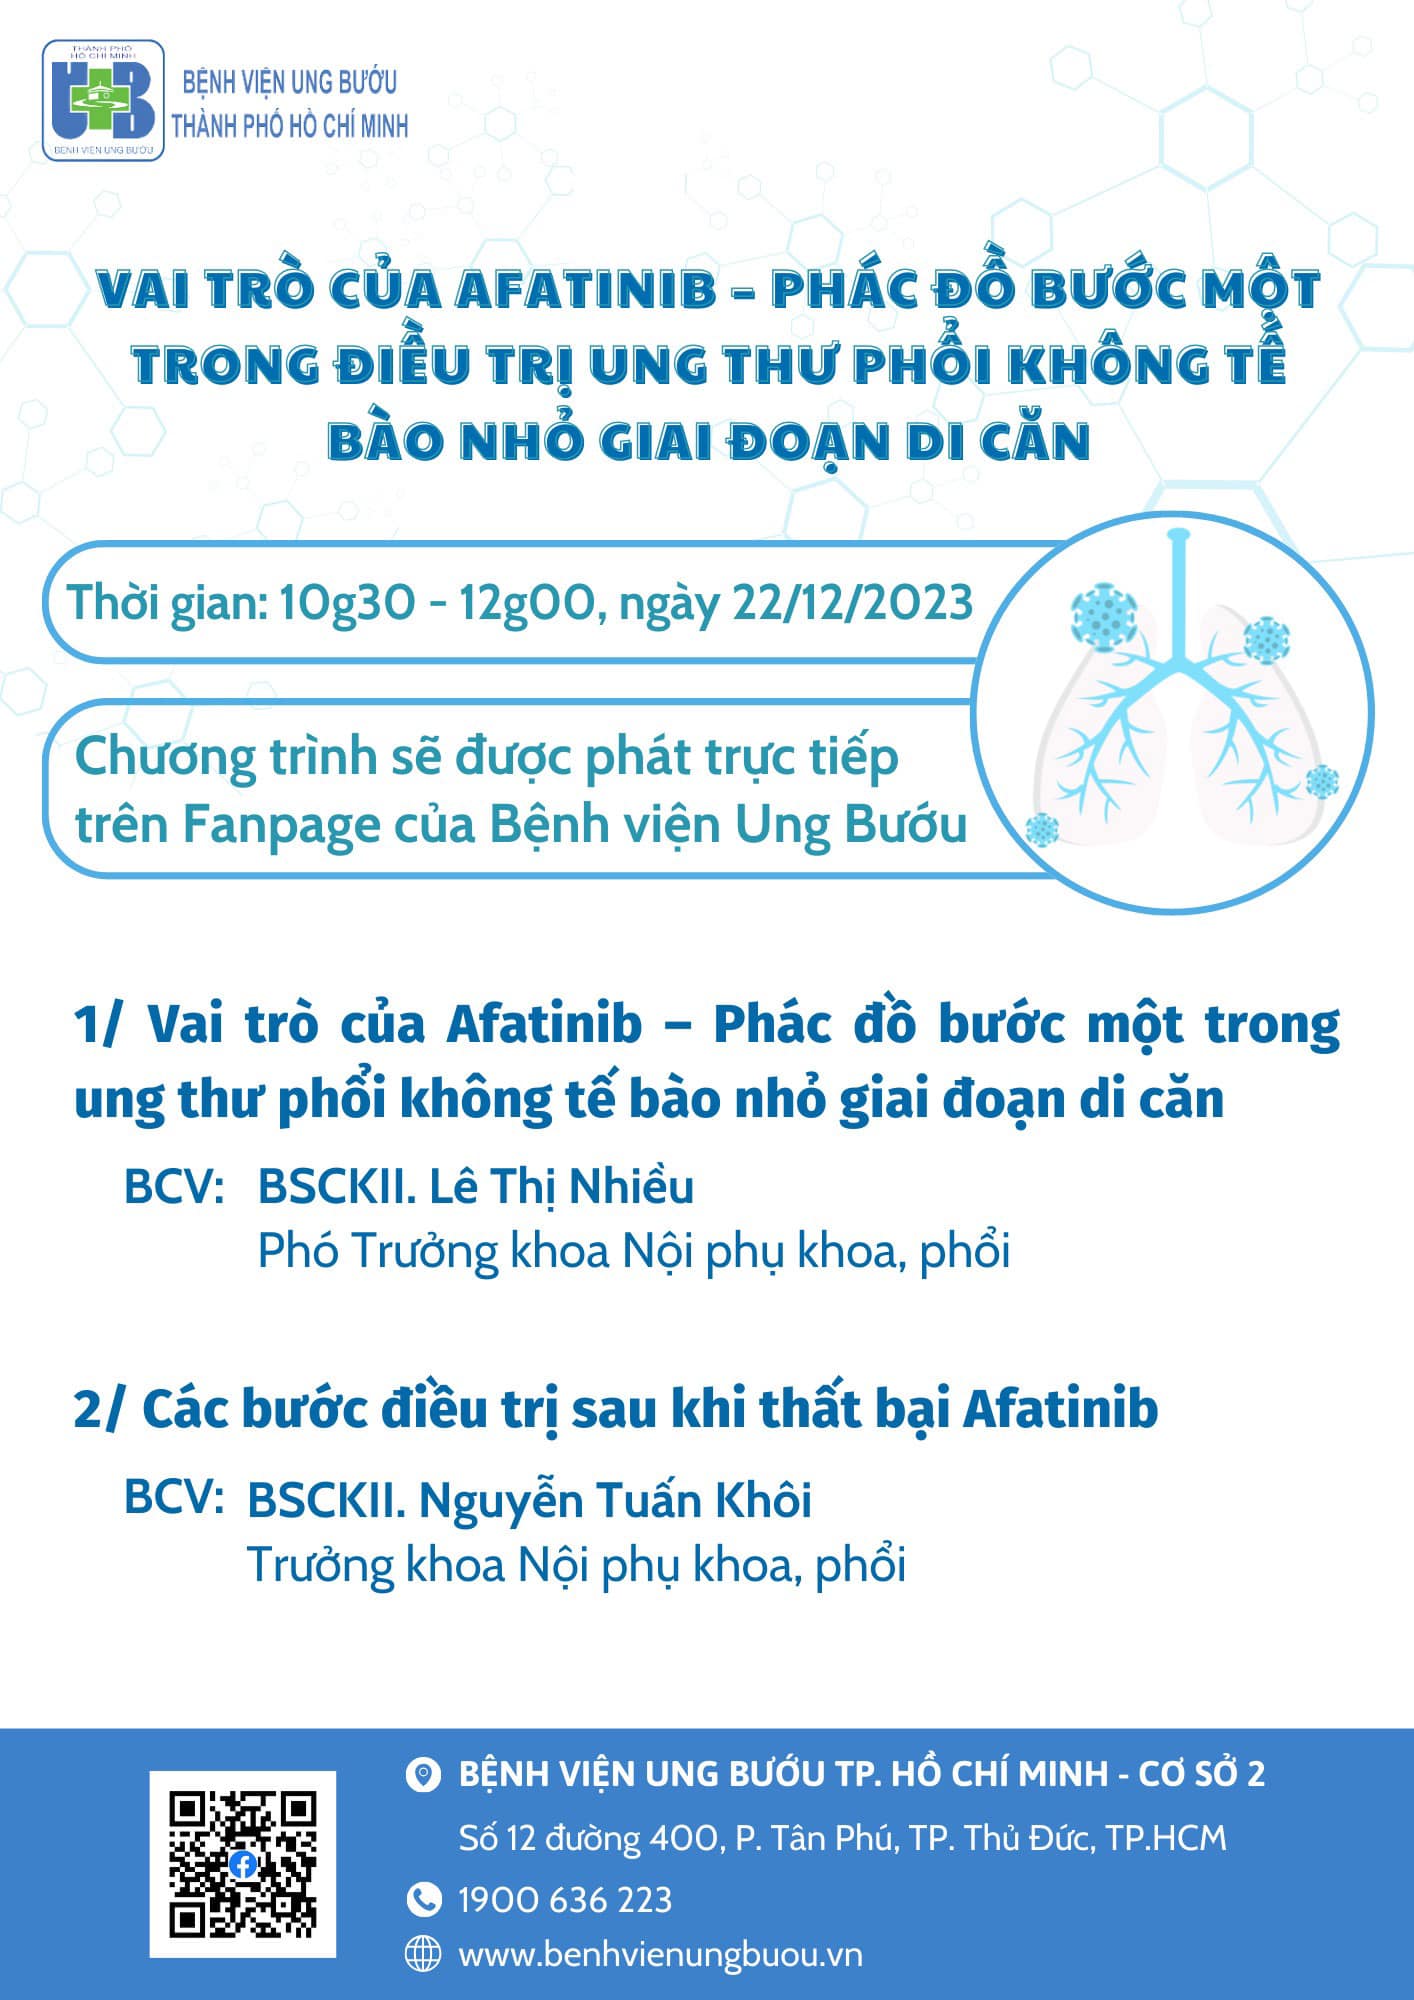 THÀNH PHỐ
HỒ CHÍ MINH
UB
BỆNH VIỆN UNG BƯỚU
BỆNH VIỆN UNG BƯỚU
THÀNH PHỐ HỒ CHÍ MINH
VAI TRÒ CỦA AFATINIB - PHÁC ĐỒ BƯỚC MỘT
TRONG ĐIỀU TRỊ UNG THƯ PHỔI KHÔNG TẾ
BÀO NHỎ GIAI ĐOẠN DI CĂN
Thời gian: 10g30 - 12g00, ngày 22/12/2023
Chương trình sẽ được phát trực tiếp
trên Fanpage của Bệnh viện Ung Bướu
1/ Vai trò của Afatinib – Phác đồ bước một trong
ung thư phổi không tế bào nhỏ giai đoạn di căn
BCV: BSCKII. Lê Thị Nhiều
Phó Trưởng khoa Nội phụ khoa, phổi
2/ Các bước điều trị sau khi thất bại Afatinib
BCV: BSCKII. Nguyễn Tuấn Khôi
Trưởng khoa Nội phụ khoa, phổi
BỆNH VIỆN UNG BƯỚU TP. HỒ CHÍ MINH - CƠ SỞ 2
Số 12 đường 400, P. Tân Phú, TP. Thủ Đức, TP.HCM
1900 636 223
www.benhvienungbuou.vn